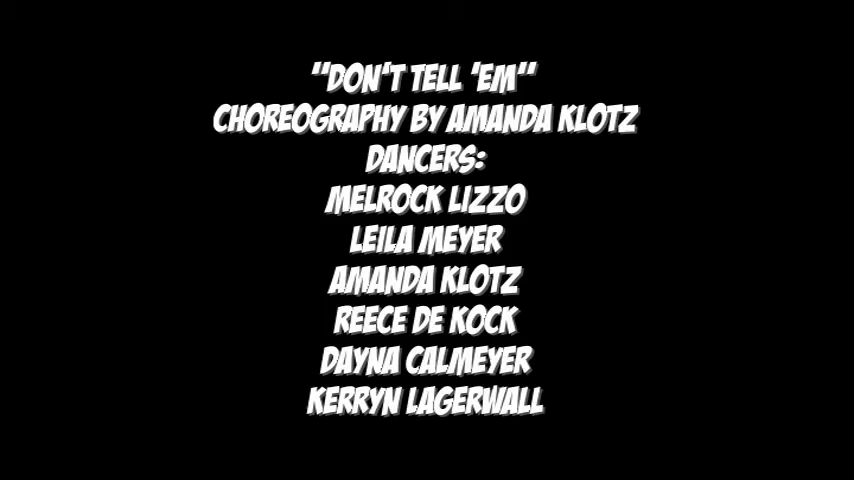 "DON'T TELL 'EM"
CHOREOGRAPHY BY AMANDA KLOTZ
DANCERS:
MELROCK LIZZO
LEILA MEYER
AMANDA KLOTZ
REECE DE KOCK
DAYNA CALMEYER
KERRYN LAGERWALL